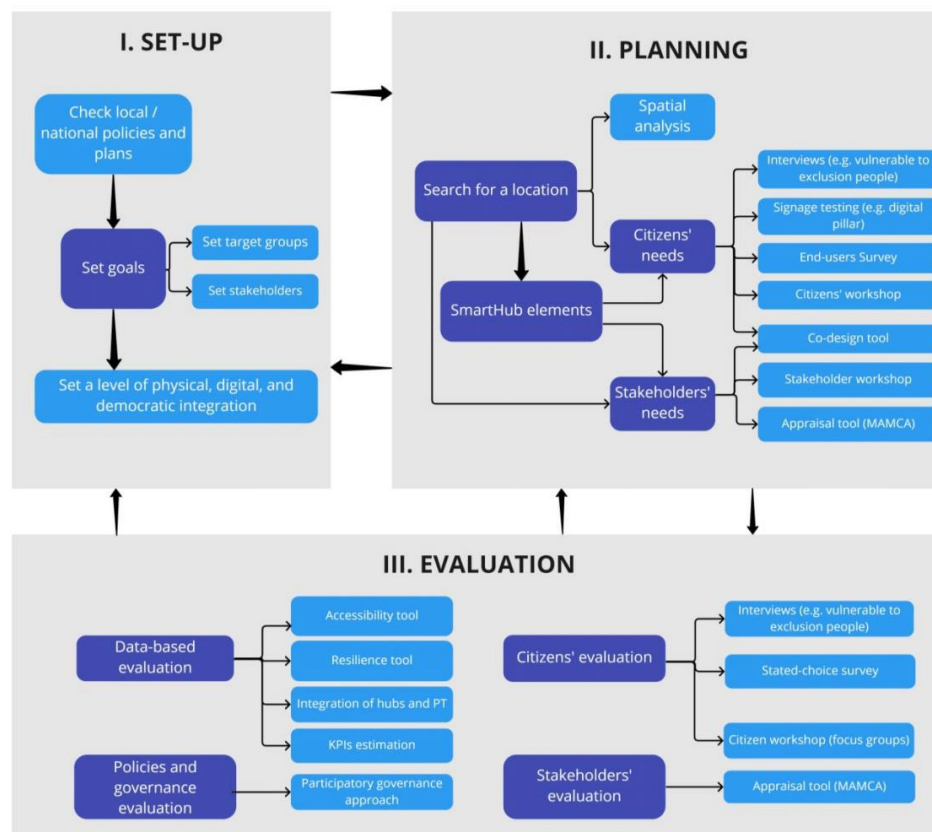 I. SET-UP
Check local /
national policies and
plans
Set goals
Set target groups
Set stakeholders
Set a level of physical, digital, and
democratic integration
II. PLANNING
Search for a location
Spatial
analysis
SmartHub elements
Citizens'
needs
Stakeholders'
needs
Interviews (e.g. vulnerable to
exclusion people)
Signage testing (e.g. digital
pillar)
End-users Survey
Citizens' workshop
Co-design tool
Stakeholder workshop
Appraisal tool (MAMCA)
III. EVALUATION
Data-based
evaluation
Accessibility tool
Resilience tool
Integration of hubs and PT
KPIs estimation
Policies and
governance
evaluation
Participatory governance
approach
Citizens' evaluation
Interviews (e.g. vulnerable to
exclusion people)
Stated-choice survey
Citizen workshop (focus groups)
Stakeholders'
evaluation
Appraisal tool (MAMCA)